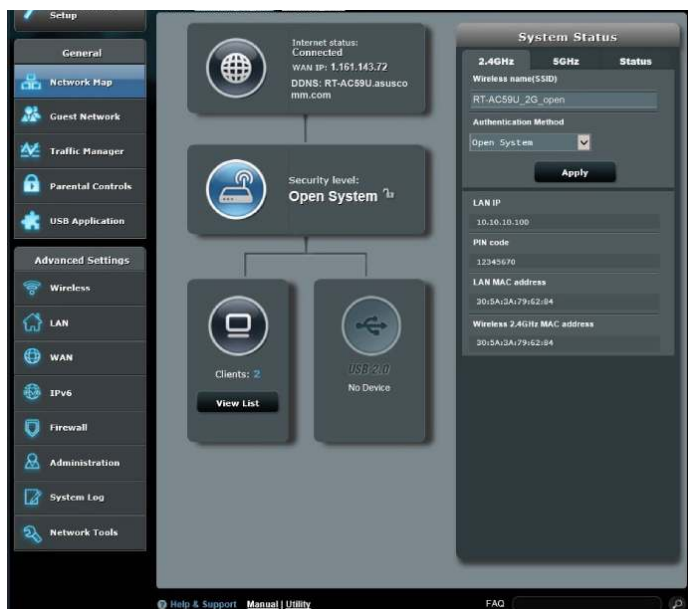 Setup
General
Network Map
Guest Network
Traffic Manager
Parental Controls
USB Application
Advanced Settings
Wireless
LAN
WAN
IPv6
Firewall
Administration
System Log
Network Tools
Internet status:
Connected
WAN IP: 1.161.143.72
DDNS: RT-AC59U.asusco
mm.com
Security level:
Open System
Clients: 2
View List
USB 2.0
No Device
System Status
2.4GHz 5GHz Status
Wireless name(SSID)
RT-AC59U_2G_open
Authentication Method
Open System
Apply
LAN IP
10.10.10.100
PIN code
12345670
LAN MAC address
30:5A:3A:79:62:84
Wireless 2.4GHz MAC address
30:5A:3A:79:62:84
Help & Support Manual | Utility FAQ